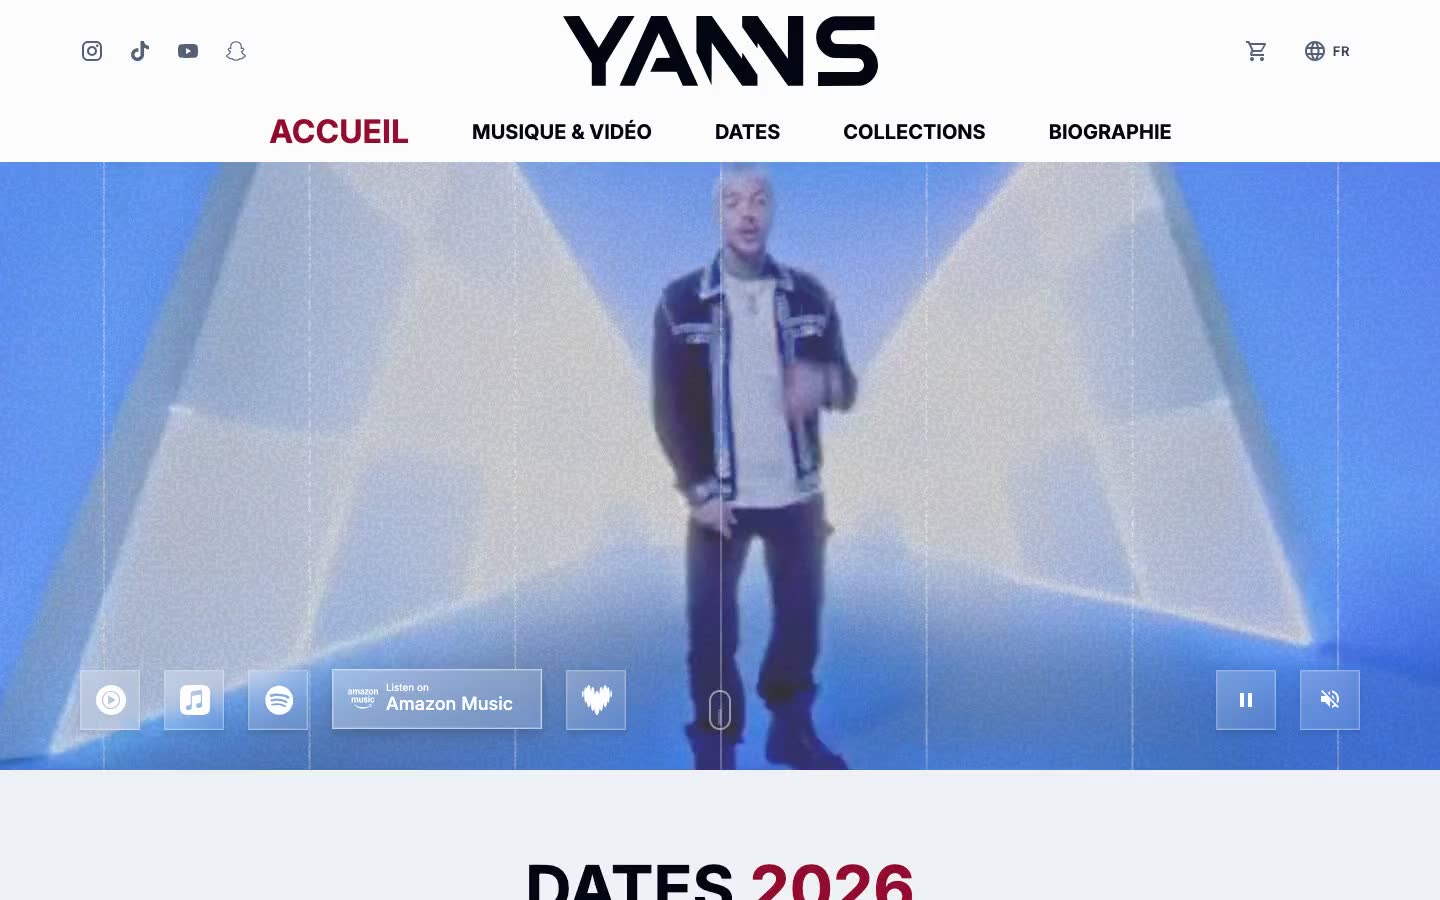 YANNS
FR
ACCUEIL
MUSIQUE & VIDÉO
DATES
COLLECTIONS
BIOGRAPHIE
amazon music
Listen on
Amazon Music
DATES 2026